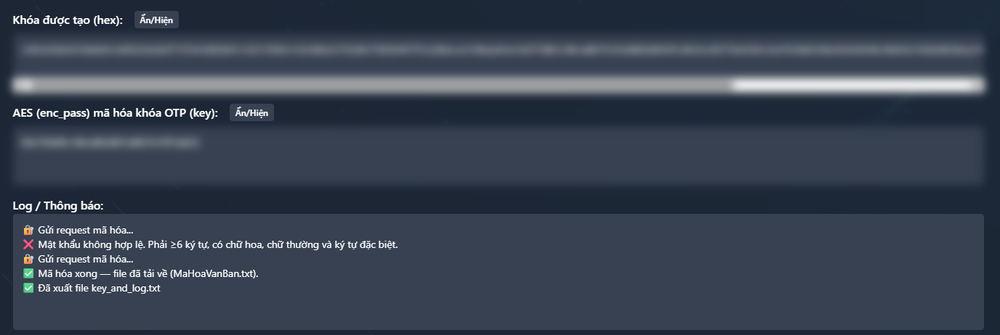 Khóa được tạo (hex): Ẩn/Hiện
AES (enc_pass) mã hóa khóa OTP (key): Ẩn/Hiện
Log / Thông báo:
🔐 Gửi request mã hóa...
❌ Mật khẩu không hợp lệ. Phải ≥6 ký tự, có chữ hoa, chữ thường và ký tự đặc biệt.
🔐 Gửi request mã hóa...
✅ Mã hóa xong — file đã tải về (MaHoaVanBan.txt).
✅ Đã xuất file key_and_log.txt